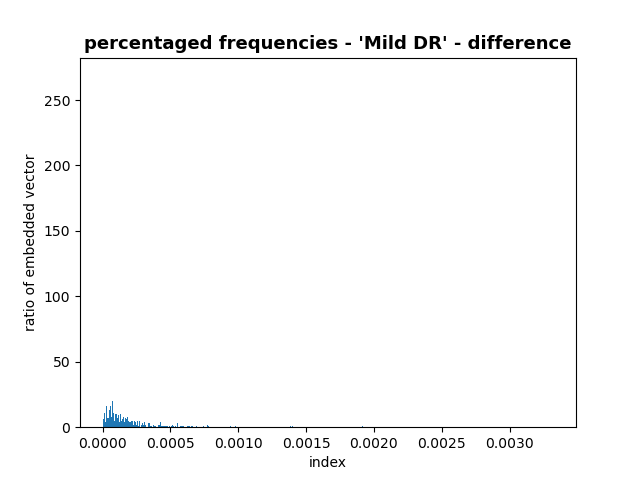 percentaged frequencies - 'Mild DR' - difference
ratio of embedded vector
250
200
150
100
50
0
0.0000 0.0005 0.0010 0.0015 0.0020 0.0025 0.0030
index